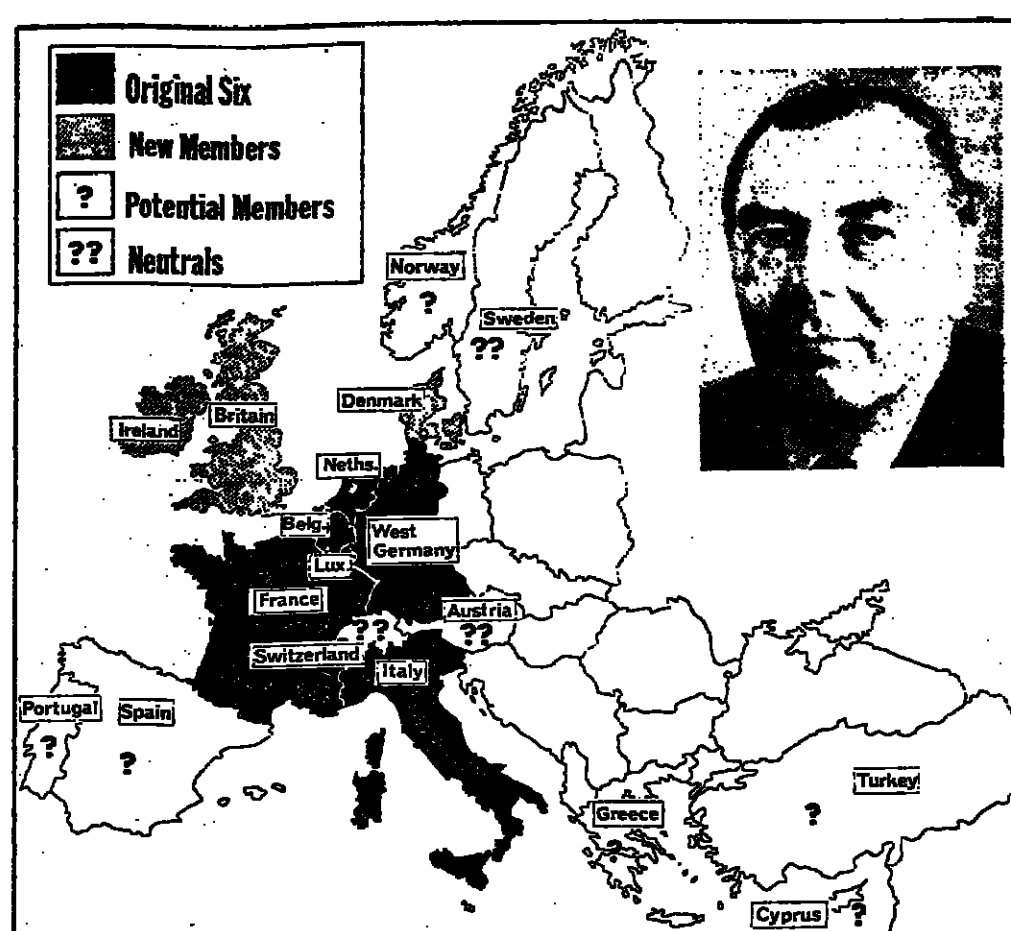 Original Six
New Members
?
Potential Members
??
Neutrals
Norway
?
Sweden
??
Denmark
Ireland
Britain
Neths.
Belg.
West
Germany
Lux.
France
Austria
??
??
Switzerland
Italy
Portugal
?
Spain
?
Turkey
?
Greece
?
Cyprus
?